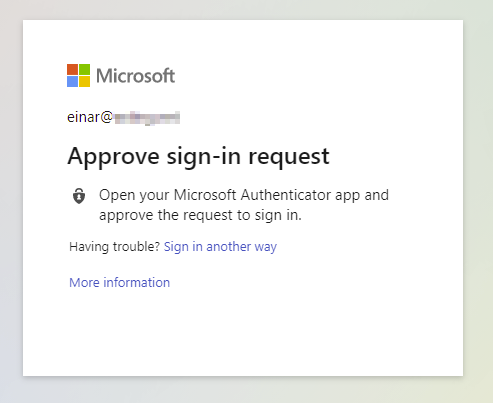 Microsoft
einar@
Approve sign-in request
Open your Microsoft Authenticator app and
approve the request to sign in.
Having trouble? Sign in another way
More information